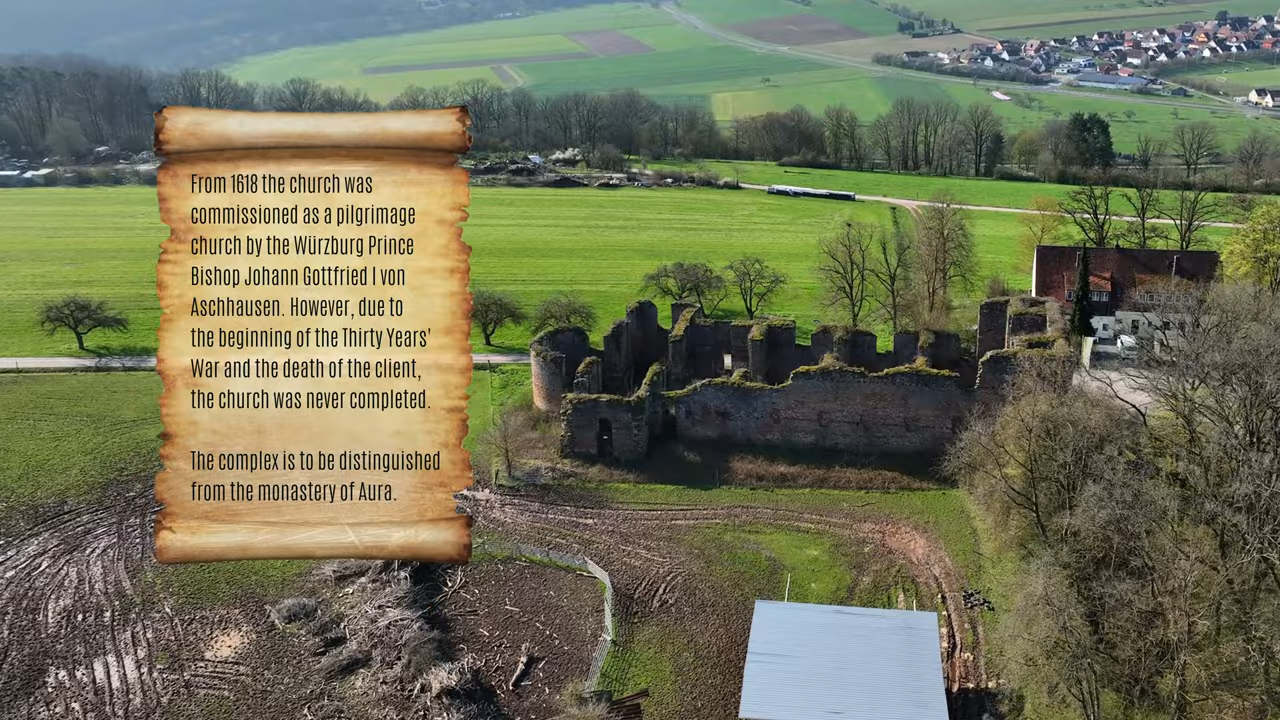 From 1618 the church was
commissioned as a pilgrimage
church by the Würzburg Prince
Bishop Johann Gottfried I von
Aschhausen. However, due to
the beginning of the Thirty Years'
War and the death of the client,
the church was never completed.
The complex is to be distinguished
from the monastery of Aura.